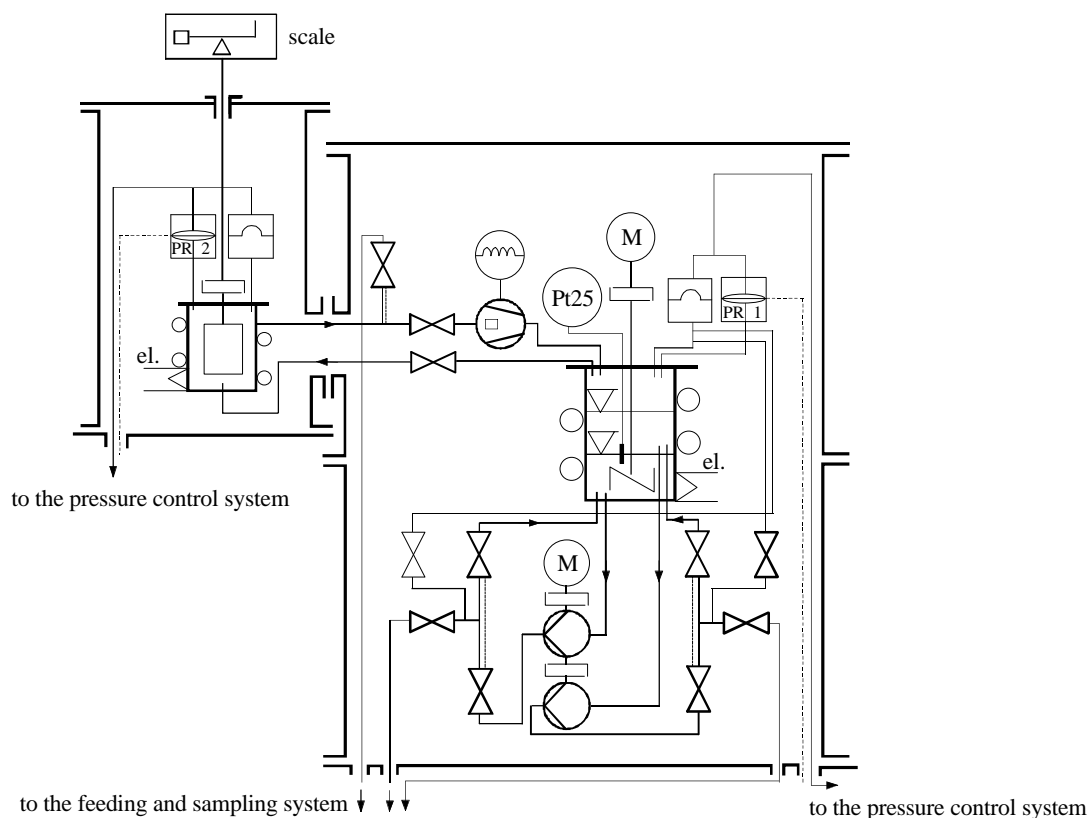 scale
PR 2
M
Pt25
PR 1
el.
el.
to the pressure control system
M
to the feeding and sampling system
to the pressure control system